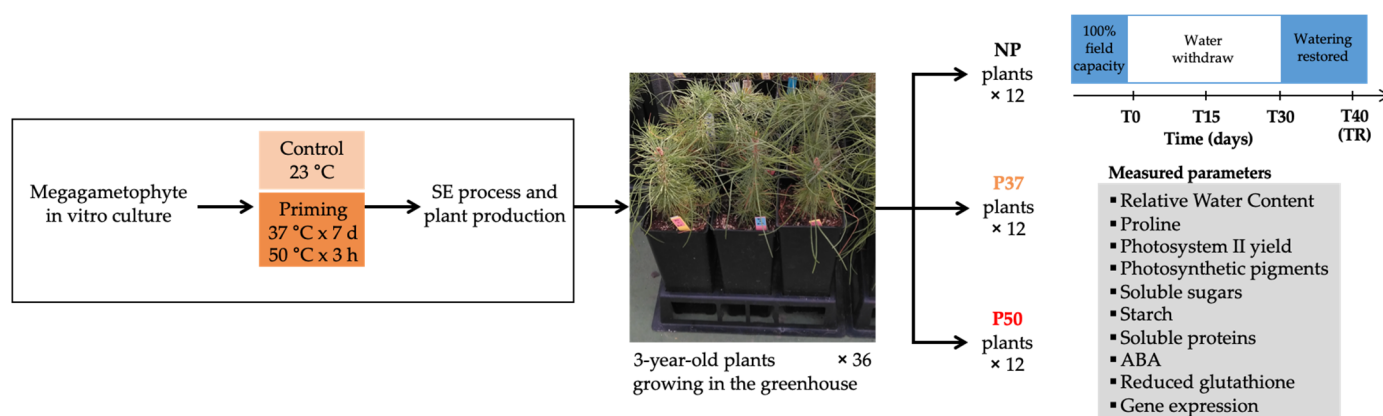 Megagametophyte
in vitro culture
Control
23 °C
Priming
37 °C x 7 d
50 °C x 3 h
SE process and
plant production
3-year-old plants × 36
growing in the greenhouse
NP
plants
× 12
P37
plants
× 12
P50
plants
× 12
100%
field
capacity
Water
withdraw
Watering
restored
T0 T15 T30 T40
(TR)
Time (days)
Measured parameters
▪ Relative Water Content
▪ Proline
▪ Photosystem II yield
▪ Photosynthetic pigments
▪ Soluble sugars
▪ Starch
▪ Soluble proteins
▪ ABA
▪ Reduced glutathione
▪ Gene expression